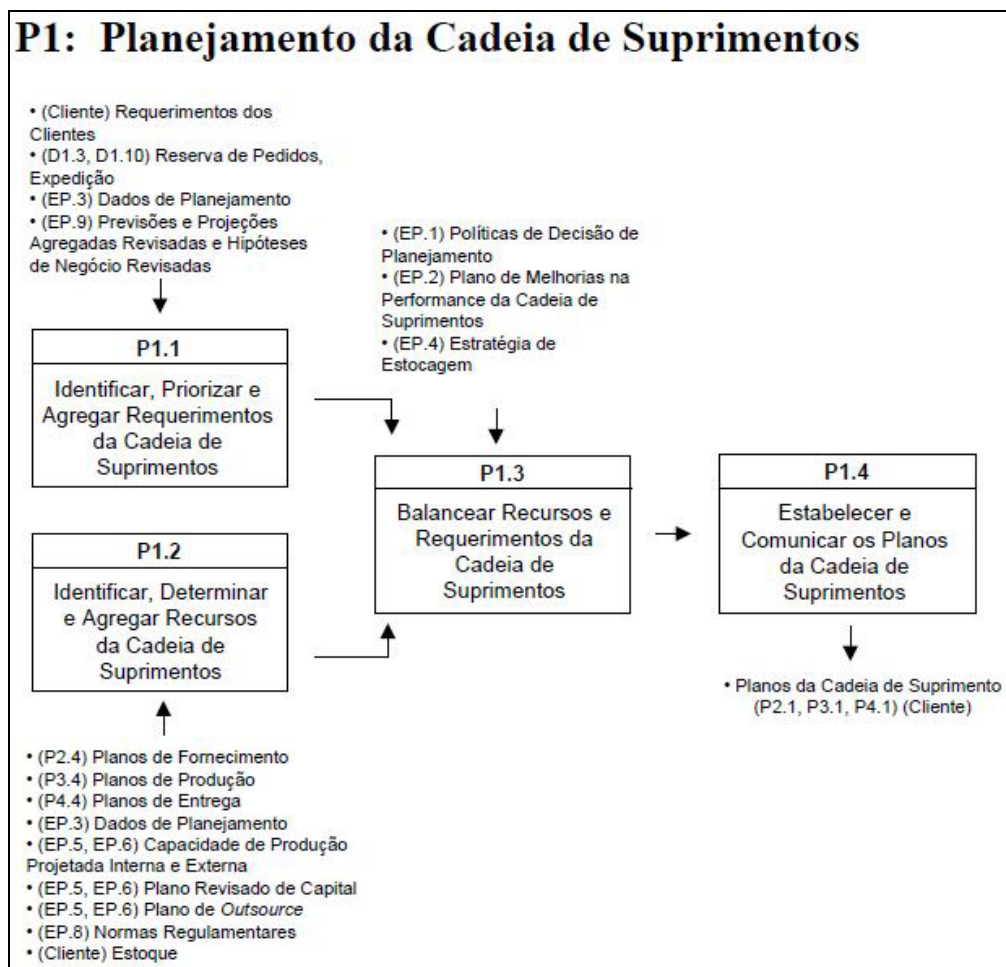 P1: Planejamento da Cadeia de Suprimentos
• (Cliente) Requerimentos dos
Clientes
• (D1.3, D1.10) Reserva de Pedidos,
Expedição
• (EP.3) Dados de Planejamento
• (EP.9) Previsões e Projeções
Agregadas Revisadas e Hipóteses
de Negócio Revisadas
• (EP.1) Políticas de Decisão de
Planejamento
• (EP.2) Plano de Melhorias na
Performance da Cadeia de
Suprimentos
• (EP.4) Estratégia de
Estocagem
P1.1
Identificar, Priorizar e
Agregar Requerimentos
da Cadeia de
Suprimentos
P1.2
Identificar, Determinar
e Agregar Recursos
da Cadeia de
Suprimentos
P1.3
Balancear Recursos e
Requerimentos da
Cadeia de
Suprimentos
P1.4
Estabelecer e
Comunicar os Planos
da Cadeia de
Suprimentos
• Planos da Cadeia de Suprimento
(P2.1, P3.1, P4.1) (Cliente)
• (P2.4) Planos de Fornecimento
• (P3.4) Planos de Produção
• (P4.4) Planos de Entrega
• (EP.3) Dados de Planejamento
• (EP.5, EP.6) Capacidade de Produção
Projetada Interna e Externa
• (EP.5, EP.6) Plano Revisado de Capital
• (EP.5, EP.6) Plano de Outsource
• (EP.8) Normas Regulamentares
• (Cliente) Estoque